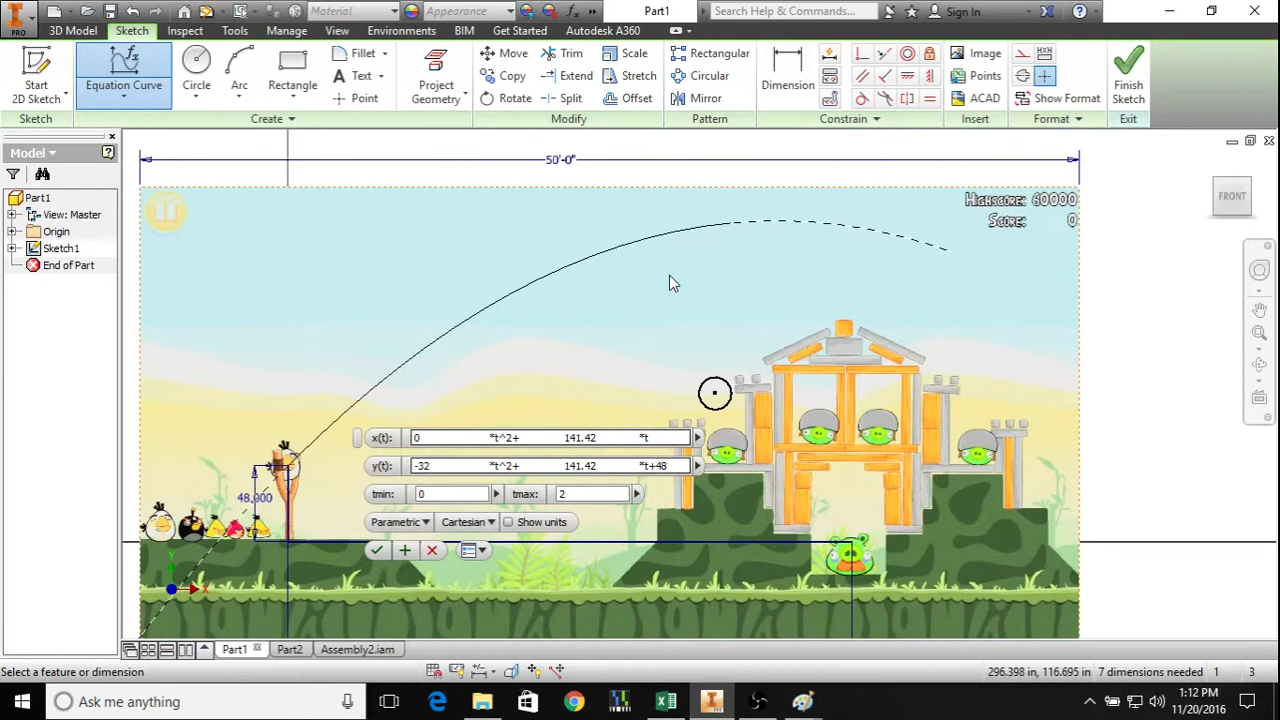 PRO
Material
Appearance
Part1
Search Help & Commands...
Sign In
3D Model
Sketch
Inspect
Tools
Manage
View
Environments
BIM
Get Started
Autodesk A360
Start
2D Sketch
Equation Curve
Circle
Arc
Rectangle
Fillet
Text
Point
Project
Geometry
Move
Copy
Rotate
Trim
Extend
Split
Scale
Stretch
Offset
Rectangular
Circular
Mirror
Dimension
Image
Points
ACAD
Show Format
Finish
Sketch
Sketch
Create
Modify
Pattern
Constrain
Insert
Format
Exit
Model
Part1
View: Master
Origin
Sketch1
End of Part
50'-0"
HIGHSCORE: 60000
SCORE: 0
FRONT
48.000
x(t): 0 *t^2+ 141.42 *t
y(t): -32 *t^2+ 141.42 *t+48
tmin: 0 tmax: 2
Parametric Cartesian Show units
Y
X
Part1 Part2 Assembly2.iam
Select a feature or dimension
296.398 in, 116.695 in 7 dimensions needed 1 3
Ask me anything
1:12 PM
11/20/2016